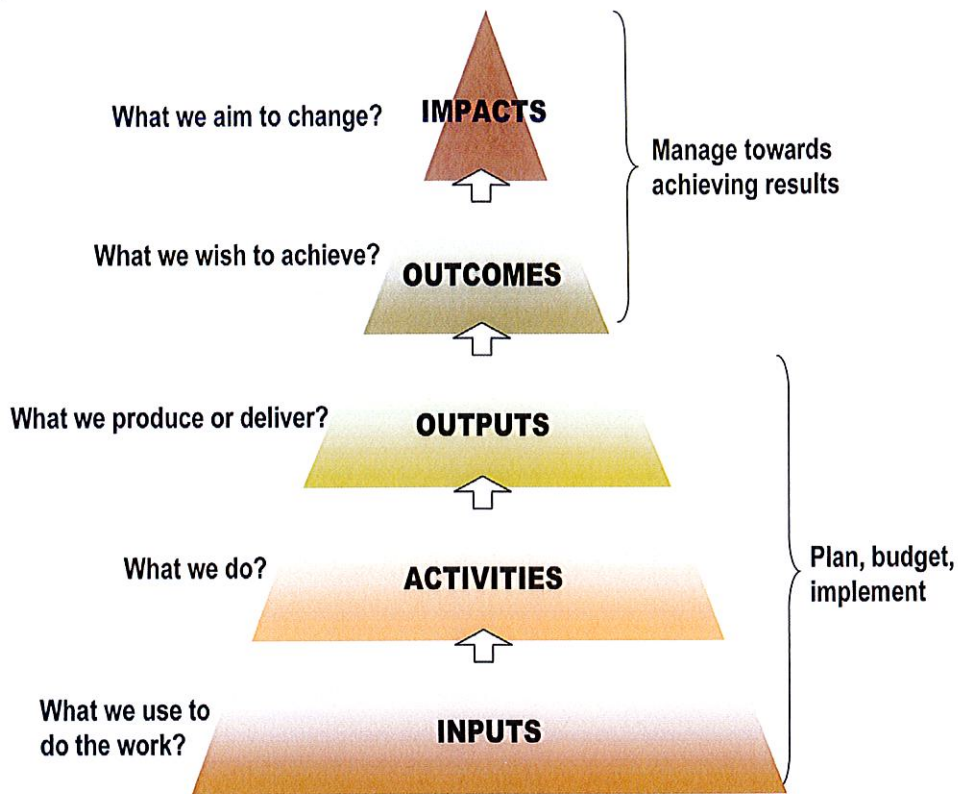 What we aim to change?
IMPACTS
Manage towards
achieving results
What we wish to achieve?
OUTCOMES
What we produce or deliver?
OUTPUTS
What we do?
ACTIVITIES
Plan, budget,
implement
What we use to
do the work?
INPUTS